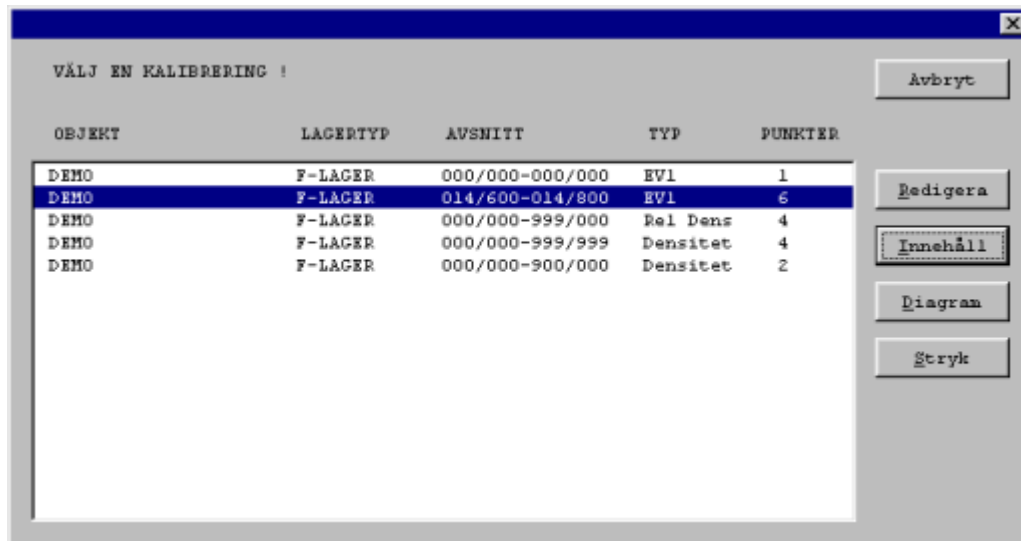 VÄLJ EN KALIBRERING !
Avbryt
OBJEKT LAGERTYP AVSNITT TYP PUNKTER
DEMO F-LAGER 000/000-000/000 EV1 1
DEMO F-LAGER 014/600-014/800 EV1 6
DEMO F-LAGER 000/000-999/000 Rel Dens 4
DEMO F-LAGER 000/000-999/999 Densitet 4
DEMO F-LAGER 000/000-900/000 Densitet 2
Redigera
Innehåll
Diagram
Stryk